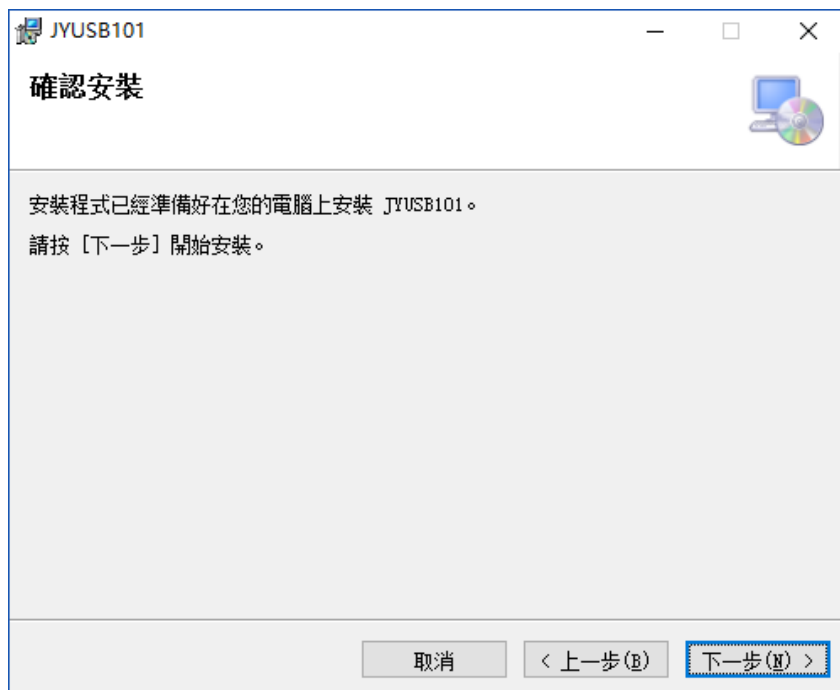 JYUSB101
確認安裝
安裝程式已經準備好在您的電腦上安裝 JYUSB101。
請按 [下一步] 開始安裝。
取消
< 上一步(B)
下一步(N) >